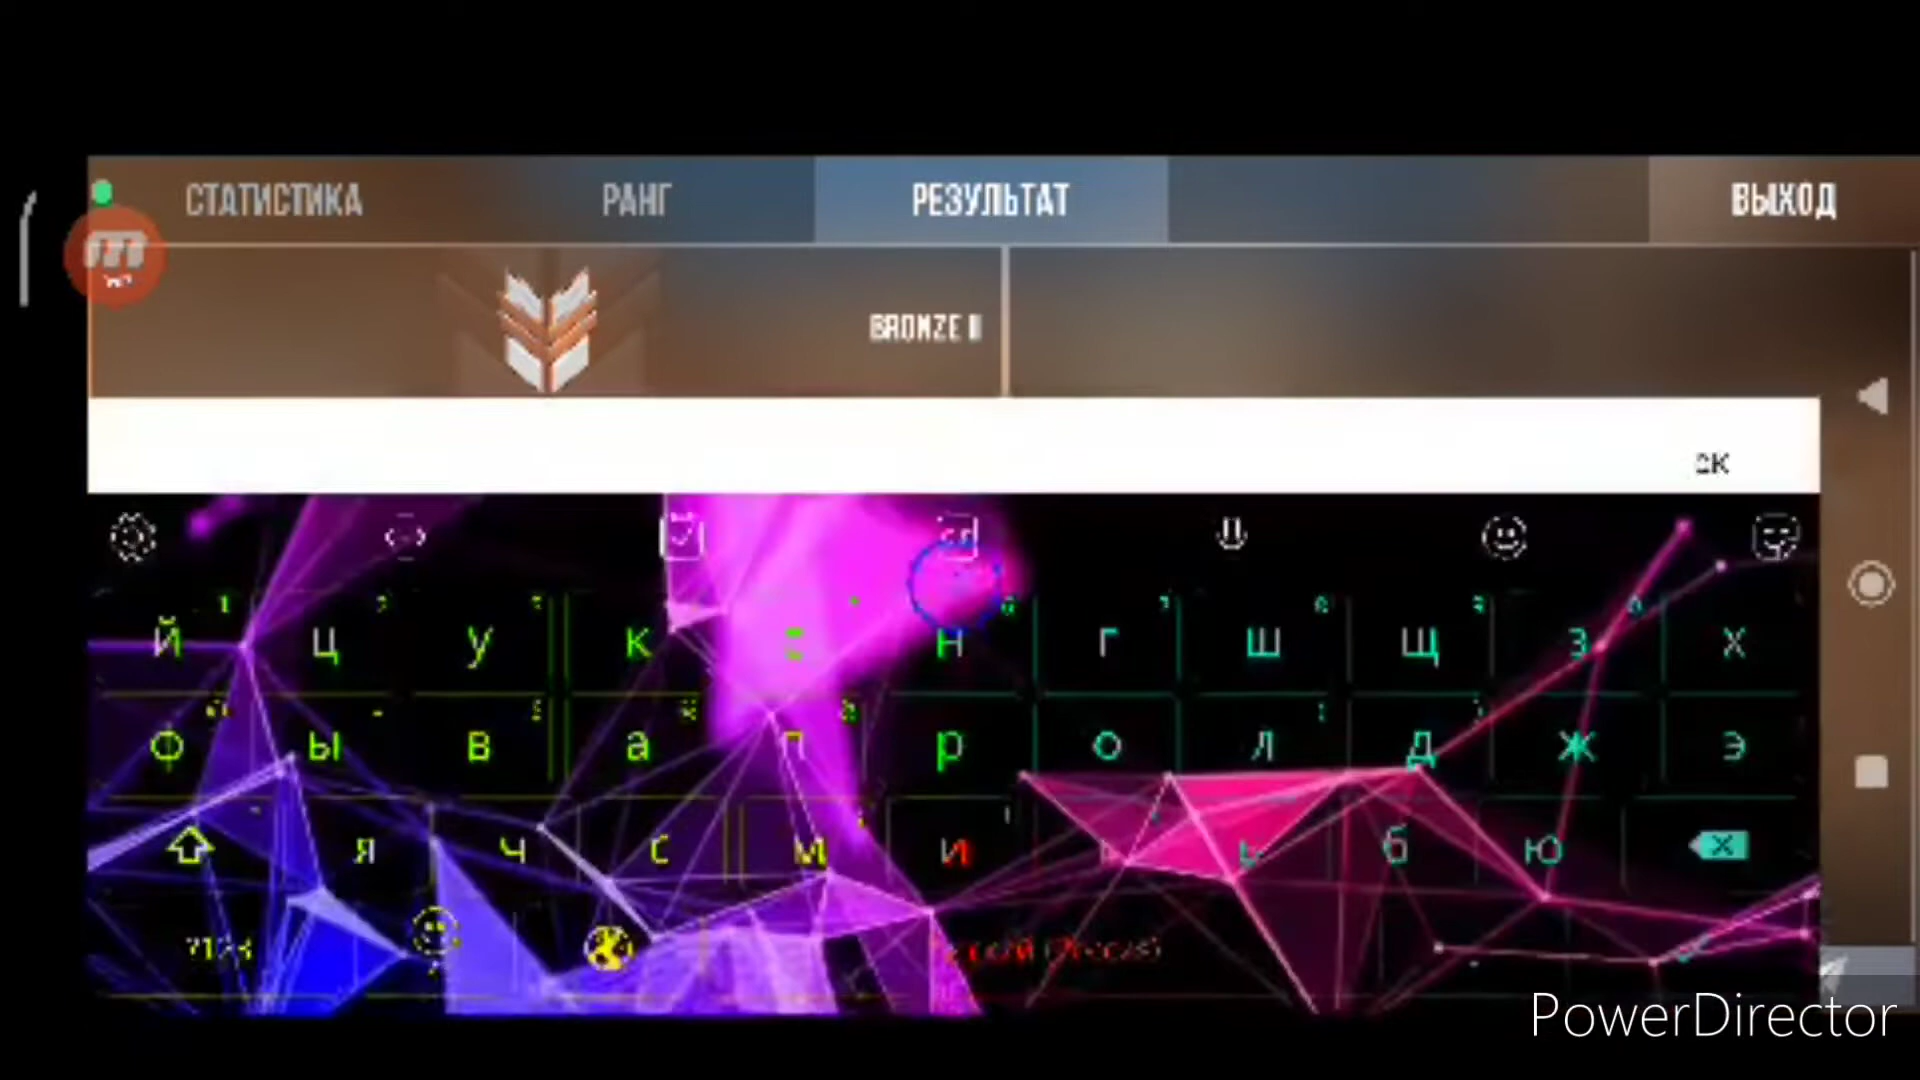 СТАТИСТИКА РАНГ РЕЗУЛЬТАТ ВЫХОД
BRONZE II
ОК
Й Ц у К Н Г Ш Щ З Х
Ф Ы В а п р о л д Ж Э
я ч с м и ь б ю
PowerDirector